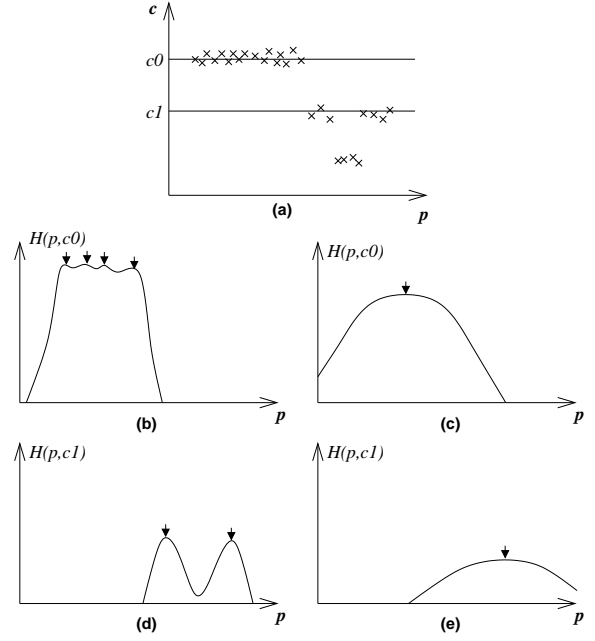 c
c0
c1
p
(a)
H(p,c0)
p
(b)
H(p,c0)
p
(c)
H(p,c1)
p
(d)
H(p,c1)
p
(e)